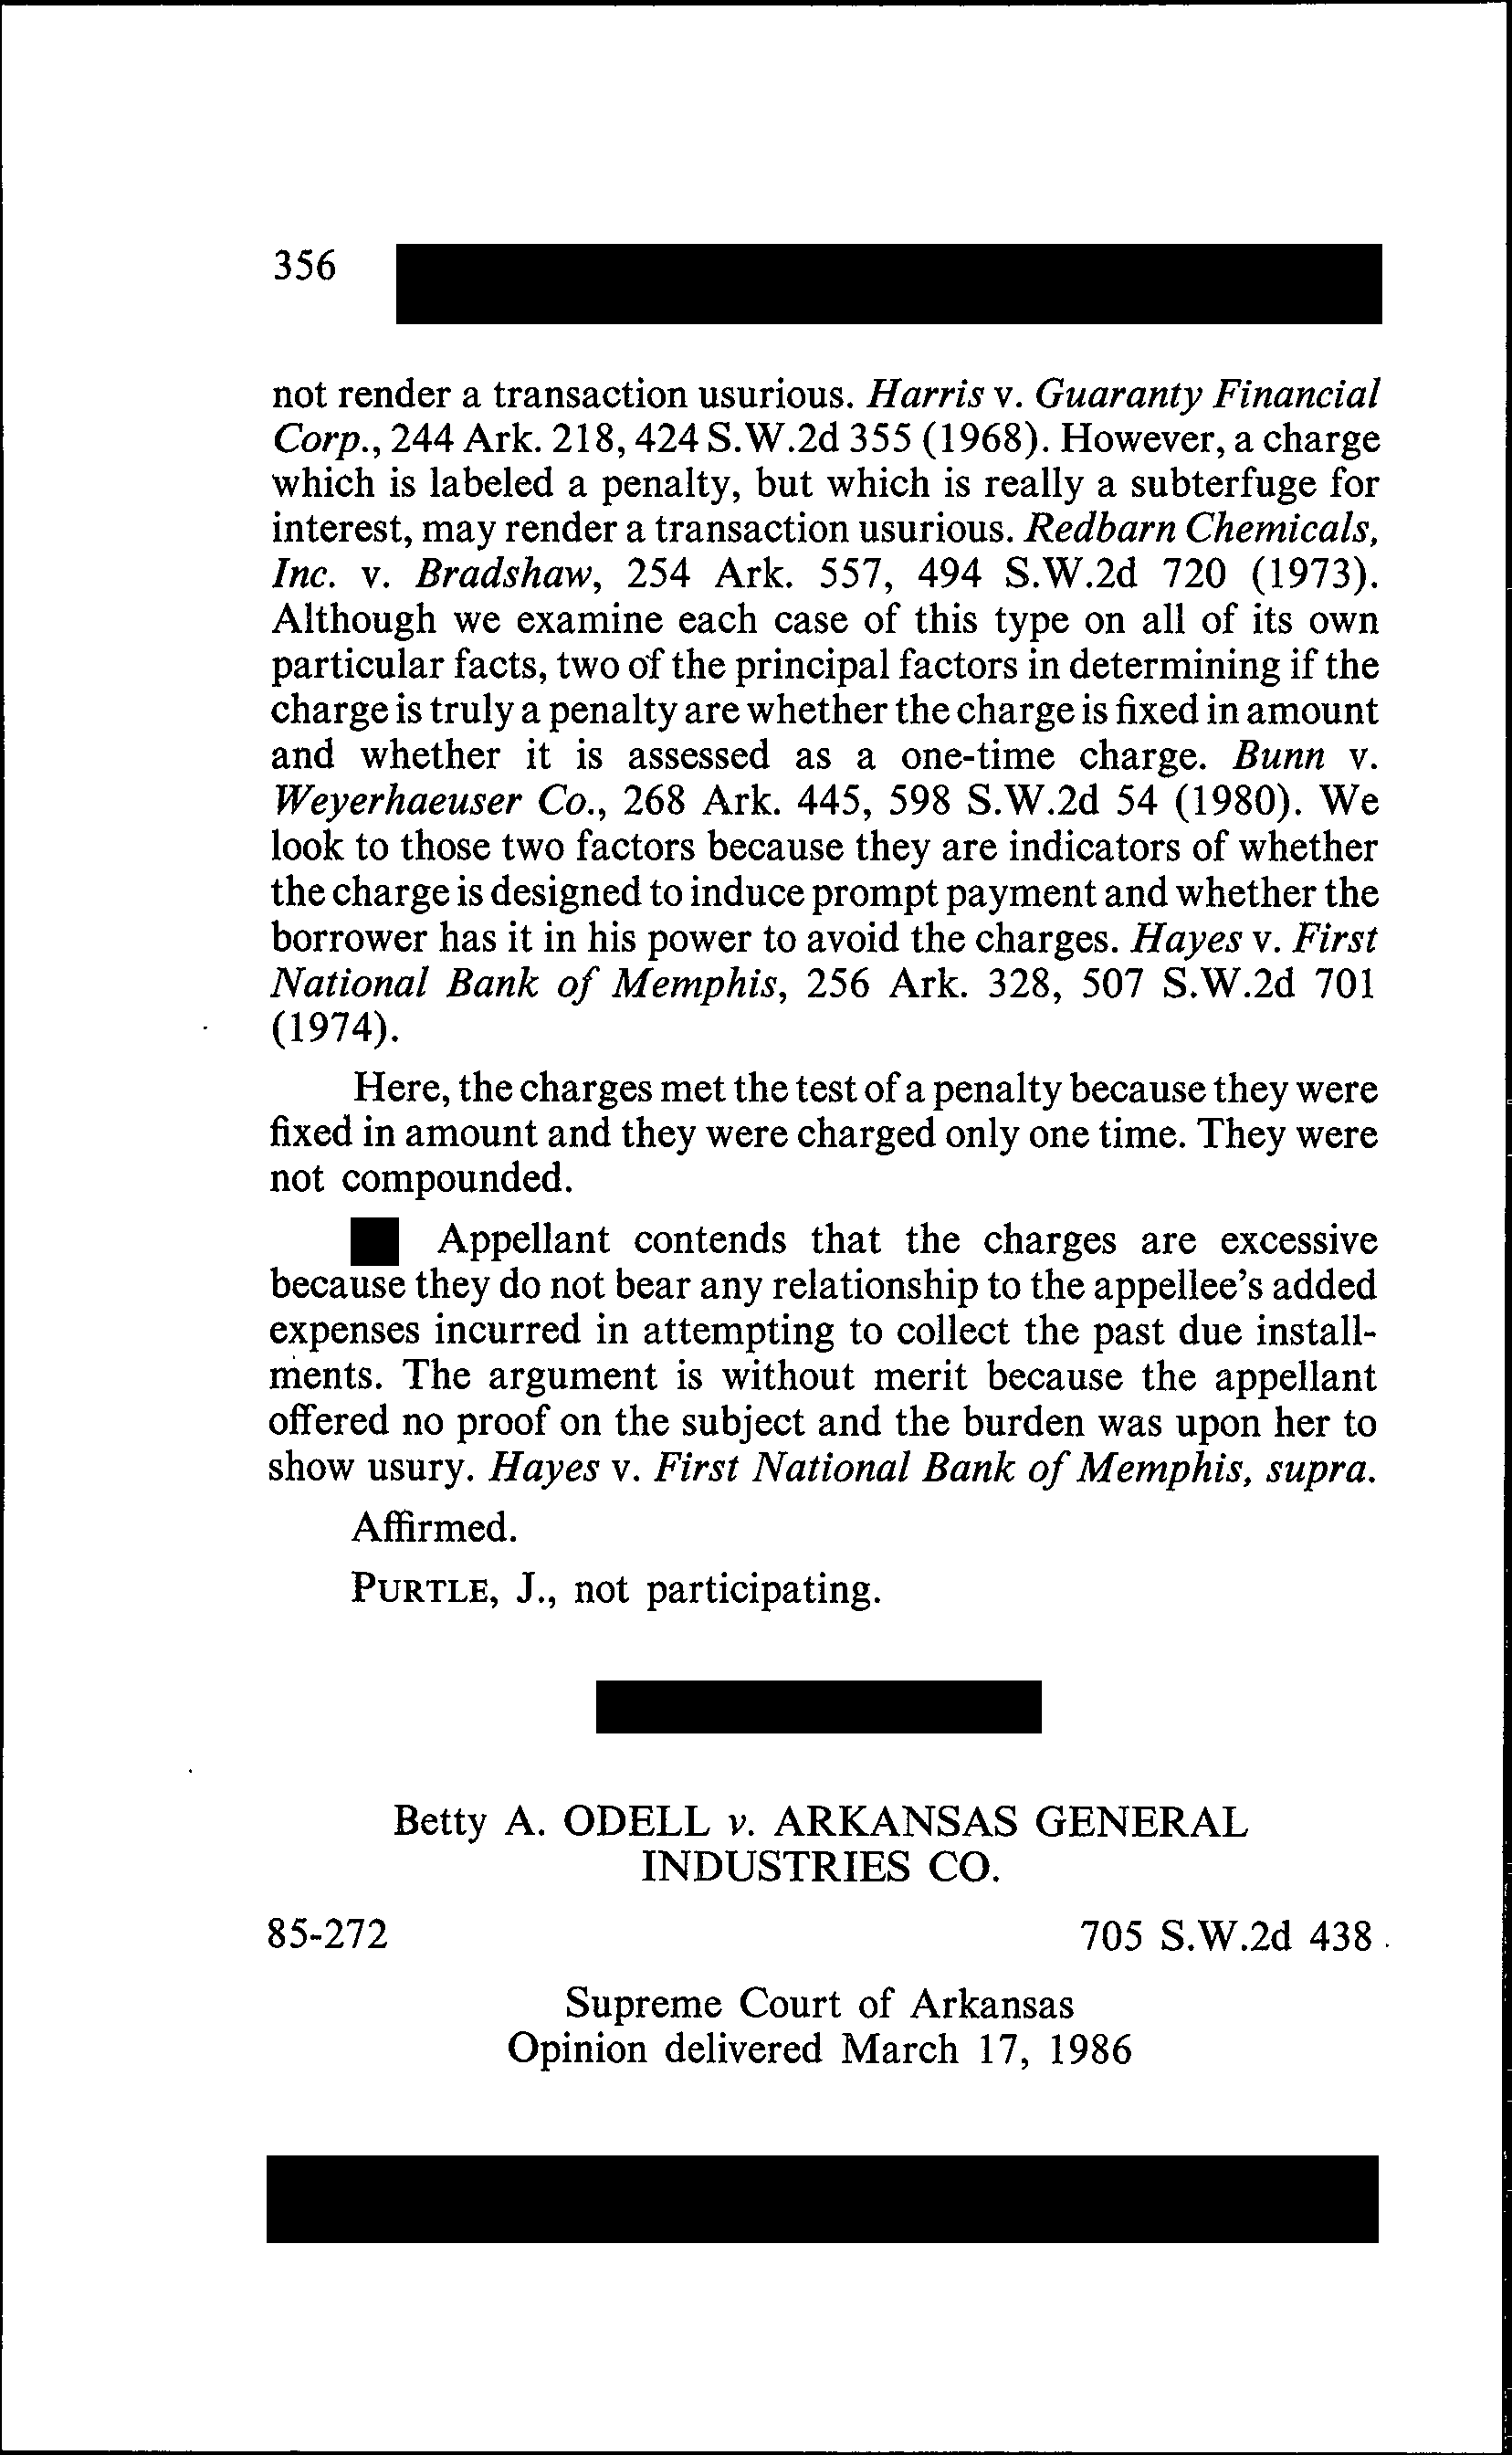 356
not render a transaction usurious. Harris v. Guaranty Financial
Corp., 244 Ark. 218, 424 S.W.2d 355 (1968). However, a charge
which is labeled a penalty, but which is really a subterfuge for
interest, may render a transaction usurious. Redbarn Chemicals,
Inc. v. Bradshaw, 254 Ark. 557, 494 S.W.2d 720 (1973).
Although we examine each case of this type on all of its own
particular facts, two of the principal factors in determining if the
charge is truly a penalty are whether the charge is fixed in amount
and whether it is assessed as a one-time charge. Bunn v.
Weyerhaeuser Co., 268 Ark. 445, 598 S.W.2d 54 (1980). We
look to those two factors because they are indicators of whether
the charge is designed to induce prompt payment and whether the
borrower has it in his power to avoid the charges. Hayes v. First
National Bank of Memphis, 256 Ark. 328, 507 S.W.2d 701
(1974).
Here, the charges met the test of a penalty because they were
fixed in amount and they were charged only one time. They were
not compounded.
Appellant contends that the charges are excessive
because they do not bear any relationship to the appellee's added
expenses incurred in attempting to collect the past due install-
ments. The argument is without merit because the appellant
offered no proof on the subject and the burden was upon her to
show usury. Hayes v. First National Bank of Memphis, supra.
Affirmed.
PURTLE, J., not participating.
Betty A. ODELL v. ARKANSAS GENERAL
INDUSTRIES CO.
85-272 705 S.W.2d 438
Supreme Court of Arkansas
Opinion delivered March 17, 1986